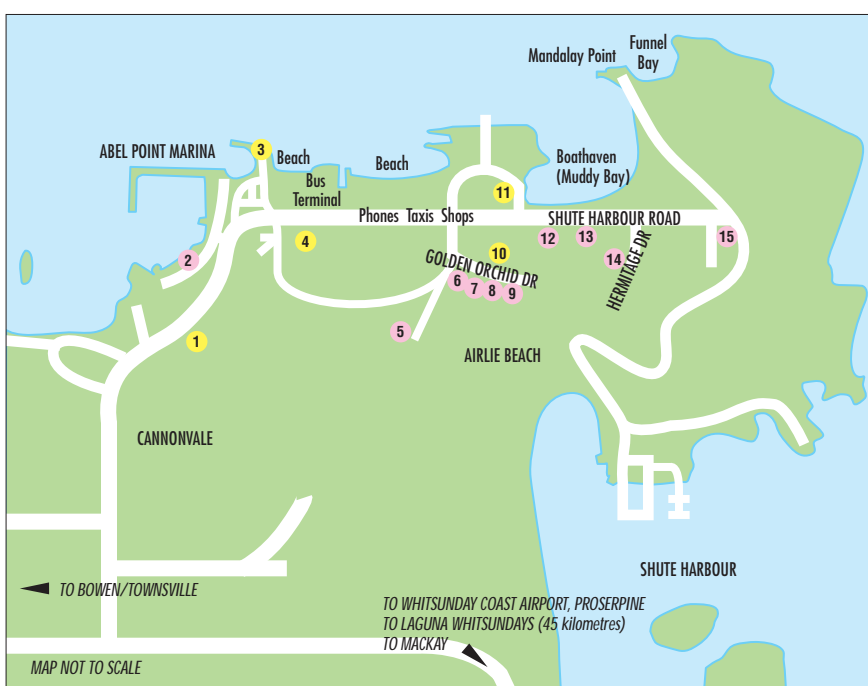 Funnel
Bay
Mandalay Point
ABEL POINT MARINA
3
Beach
Beach
Bus
Terminal
Boathaven
(Muddy Bay)
11
Phones Taxis Shops
SHUTE HARBOUR ROAD
2
4
10
12
13
14
15
GOLDEN ORCHID DR
HERMITAGE DR
6
7
8
9
1
5
AIRLIE BEACH
CANNONVALE
SHUTE HARBOUR
TO BOWEN/TOWNSVILLE
TO WHITSUNDAY COAST AIRPORT, PROSERPINE
TO LAGUNA WHITSUNDAYS (45 kilometres)
TO MACKAY
MAP NOT TO SCALE